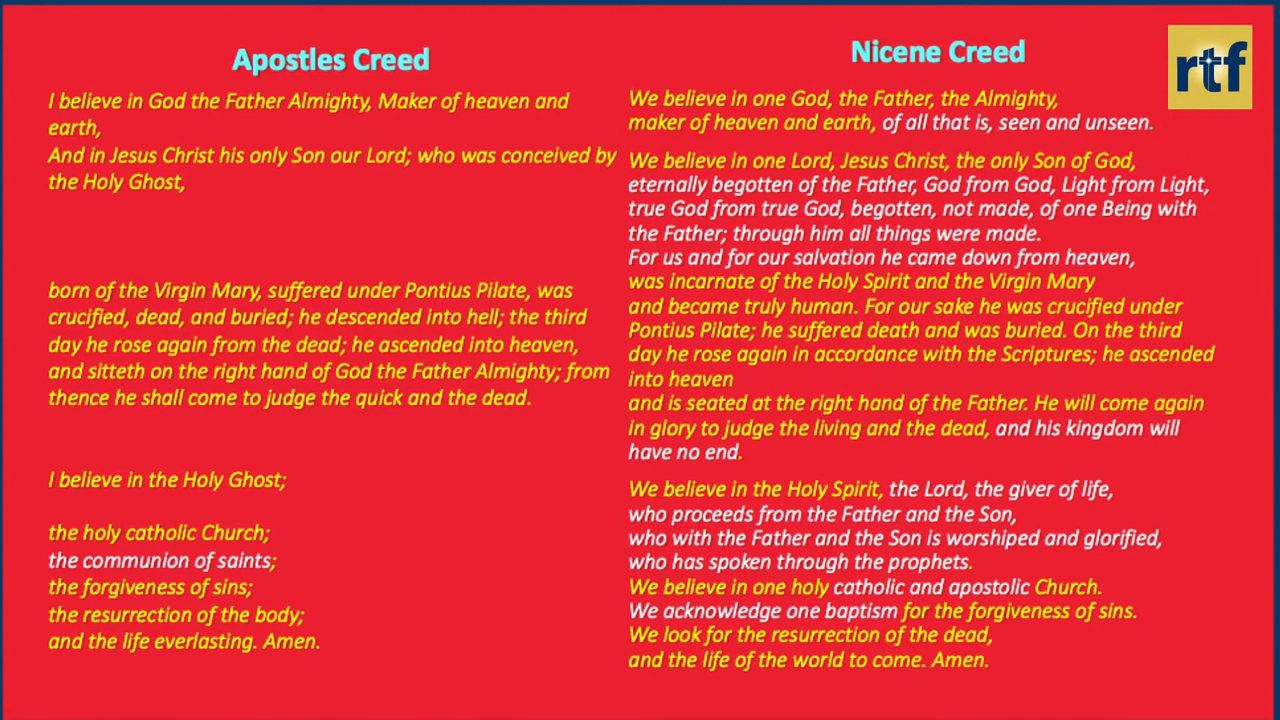 Apostles Creed
I believe in God the Father Almighty, Maker of heaven and
earth,
And in Jesus Christ his only Son our Lord; who was conceived by
the Holy Ghost,
born of the Virgin Mary, suffered under Pontius Pilate, was
crucified, dead, and buried; he descended into hell; the third
day he rose again from the dead; he ascended into heaven,
and sitteth on the right hand of God the Father Almighty; from
thence he shall come to judge the quick and the dead.
I believe in the Holy Ghost;
the holy catholic Church;
the communion of saints;
the forgiveness of sins;
the resurrection of the body;
and the life everlasting. Amen.
Nicene Creed
We believe in one God, the Father, the Almighty,
maker of heaven and earth, of all that is, seen and unseen.
We believe in one Lord, Jesus Christ, the only Son of God,
eternally begotten of the Father, God from God, Light from Light,
true God from true God, begotten, not made, of one Being with
the Father; through him all things were made.
For us and for our salvation he came down from heaven,
was incarnate of the Holy Spirit and the Virgin Mary
and became truly human. For our sake he was crucified under
Pontius Pilate; he suffered death and was buried. On the third
day he rose again in accordance with the Scriptures; he ascended
into heaven
and is seated at the right hand of the Father. He will come again
in glory to judge the living and the dead, and his kingdom will
have no end.
We believe in the Holy Spirit, the Lord, the giver of life,
who proceeds from the Father and the Son,
who with the Father and the Son is worshiped and glorified,
who has spoken through the prophets.
We believe in one holy catholic and apostolic Church.
We acknowledge one baptism for the forgiveness of sins.
We look for the resurrection of the dead,
and the life of the world to come. Amen.
rtf